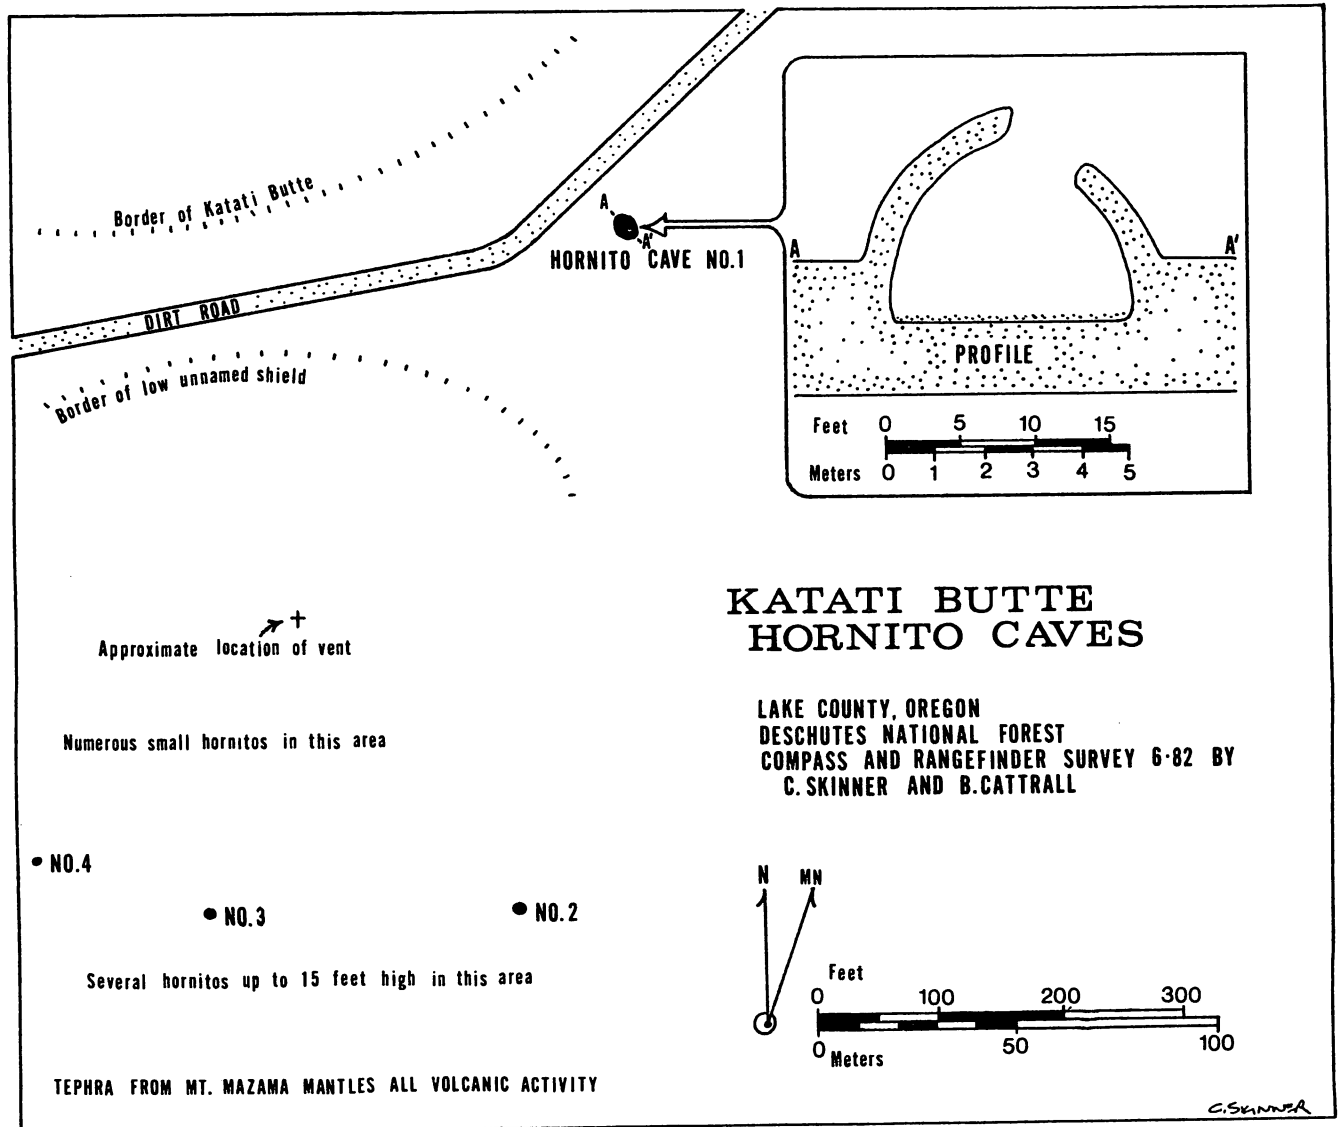 Border of Katati Butte
A
A'
HORNITO CAVE NO.1
DIRT ROAD
Border of low unnamed shield
A
A'
PROFILE
Feet 0 5 10 15
Meters 0 1 2 3 4 5
Approximate location of vent
Numerous small hornitos in this area
KATATI BUTTE
HORNITO CAVES
LAKE COUNTY, OREGON
DESCHUTES NATIONAL FOREST
COMPASS AND RANGEFINDER SURVEY 6·82 BY
C. SKINNER AND B. CATTRALL
NO.4
NO.3
NO.2
Several hornitos up to 15 feet high in this area
N MN
Feet
0 100 200 300
0 50 100
Meters
TEPHRA FROM MT. MAZAMA MANTLES ALL VOLCANIC ACTIVITY
C. SKINNER